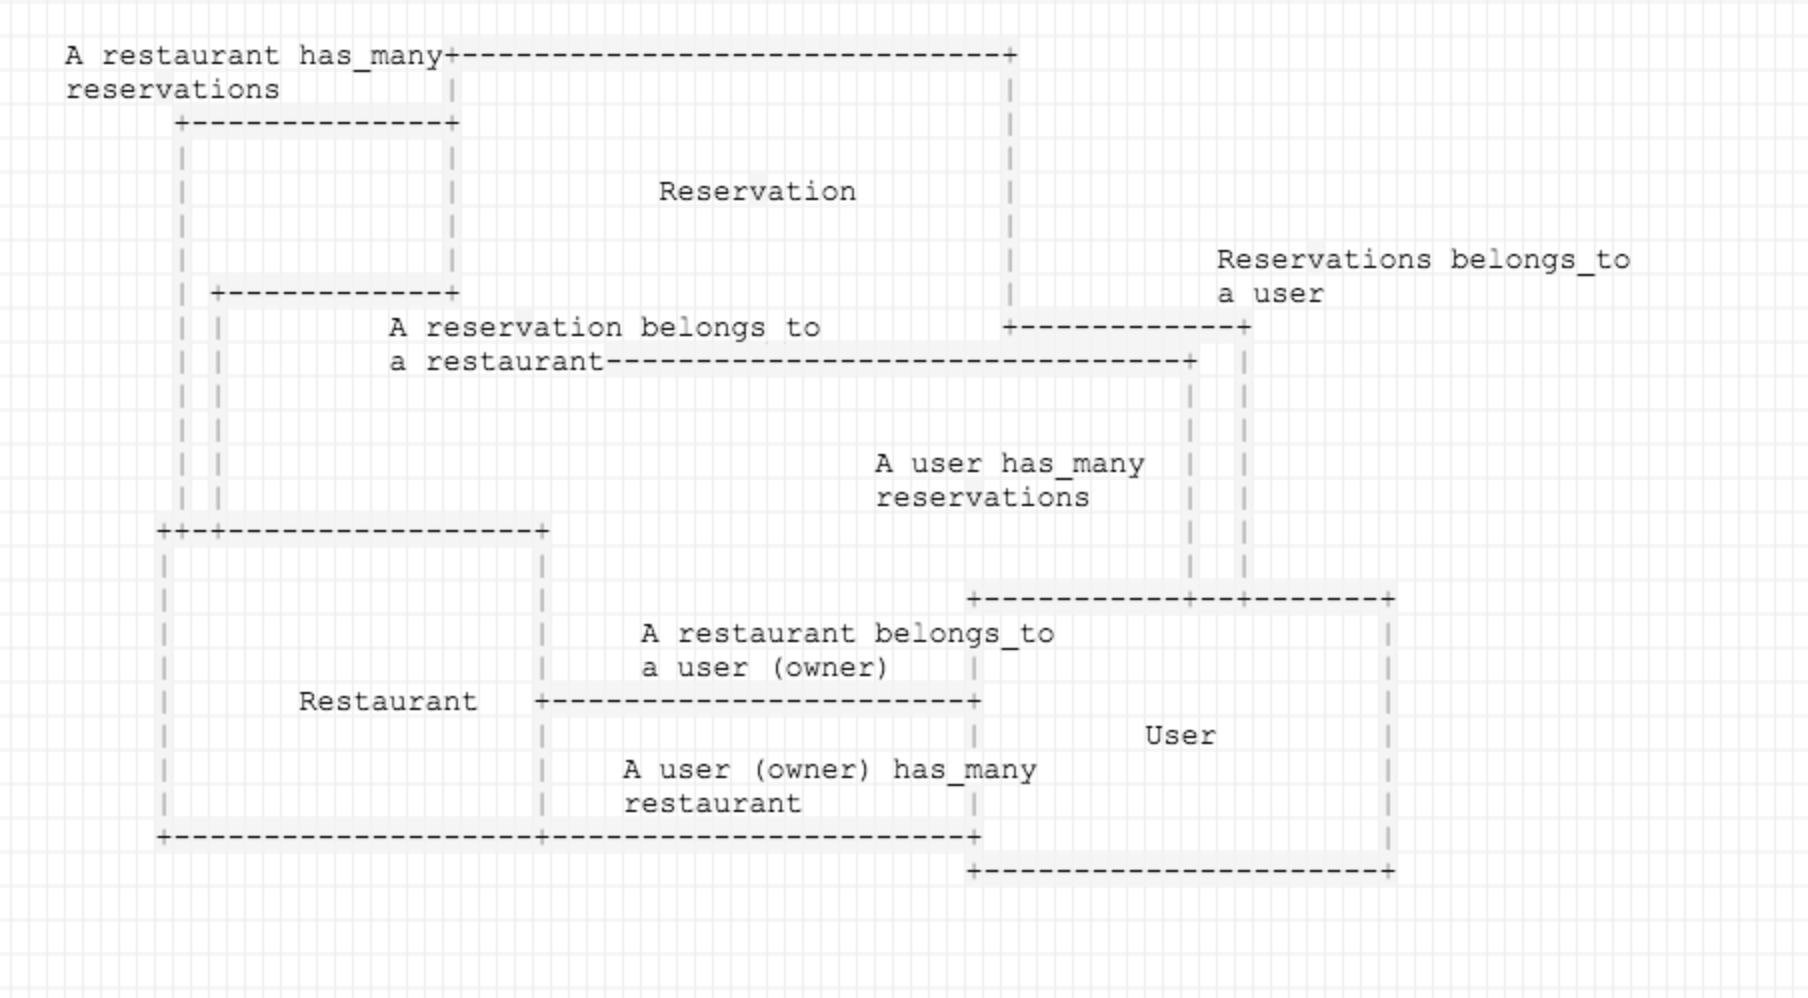 A restaurant has_many
reservations
Reservation
Reservations belongs_to
a user
A reservation belongs to
a restaurant
A user has_many
reservations
A restaurant belongs_to
a user (owner)
Restaurant
User
A user (owner) has_many
restaurant